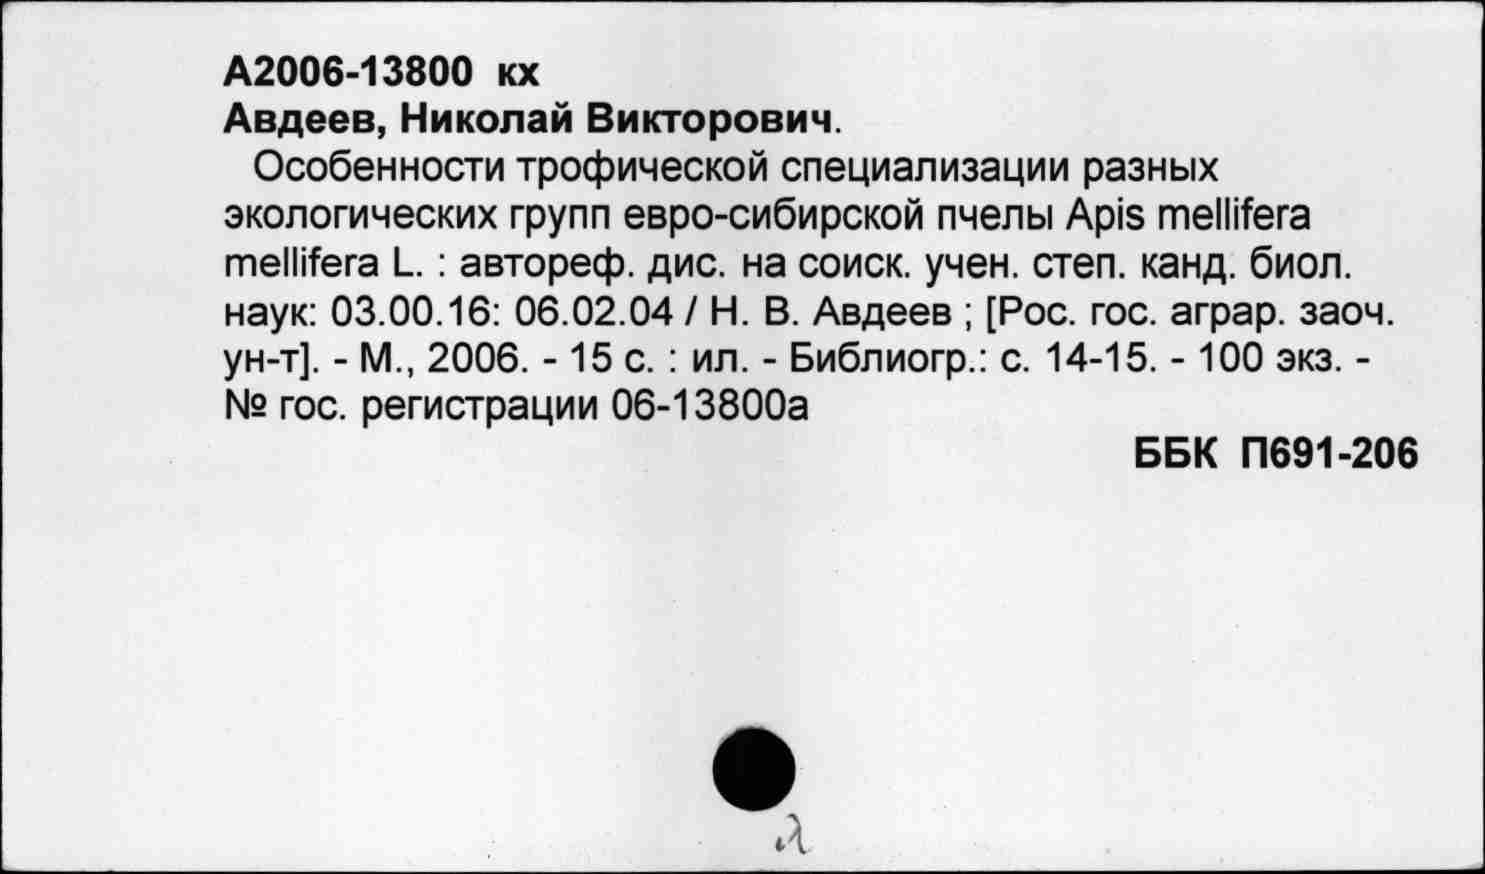 А2006-13800 кх
Авдеев, Николай Викторович.
Особенности трофической специализации разных
экологических групп евро-сибирской пчелы Apis mellifera
mellifera L. : автореф. дис. на соиск. учен. степ. канд. биол.
наук: 03.00.16: 06.02.04 / Н. В. Авдеев ; [Рос. гос. аграр. заоч.
ун-т]. - М., 2006. - 15 с. : ил. - Библиогр.: с. 14-15. - 100 экз. -
№ гос. регистрации 06-13800а
ББК П691-206